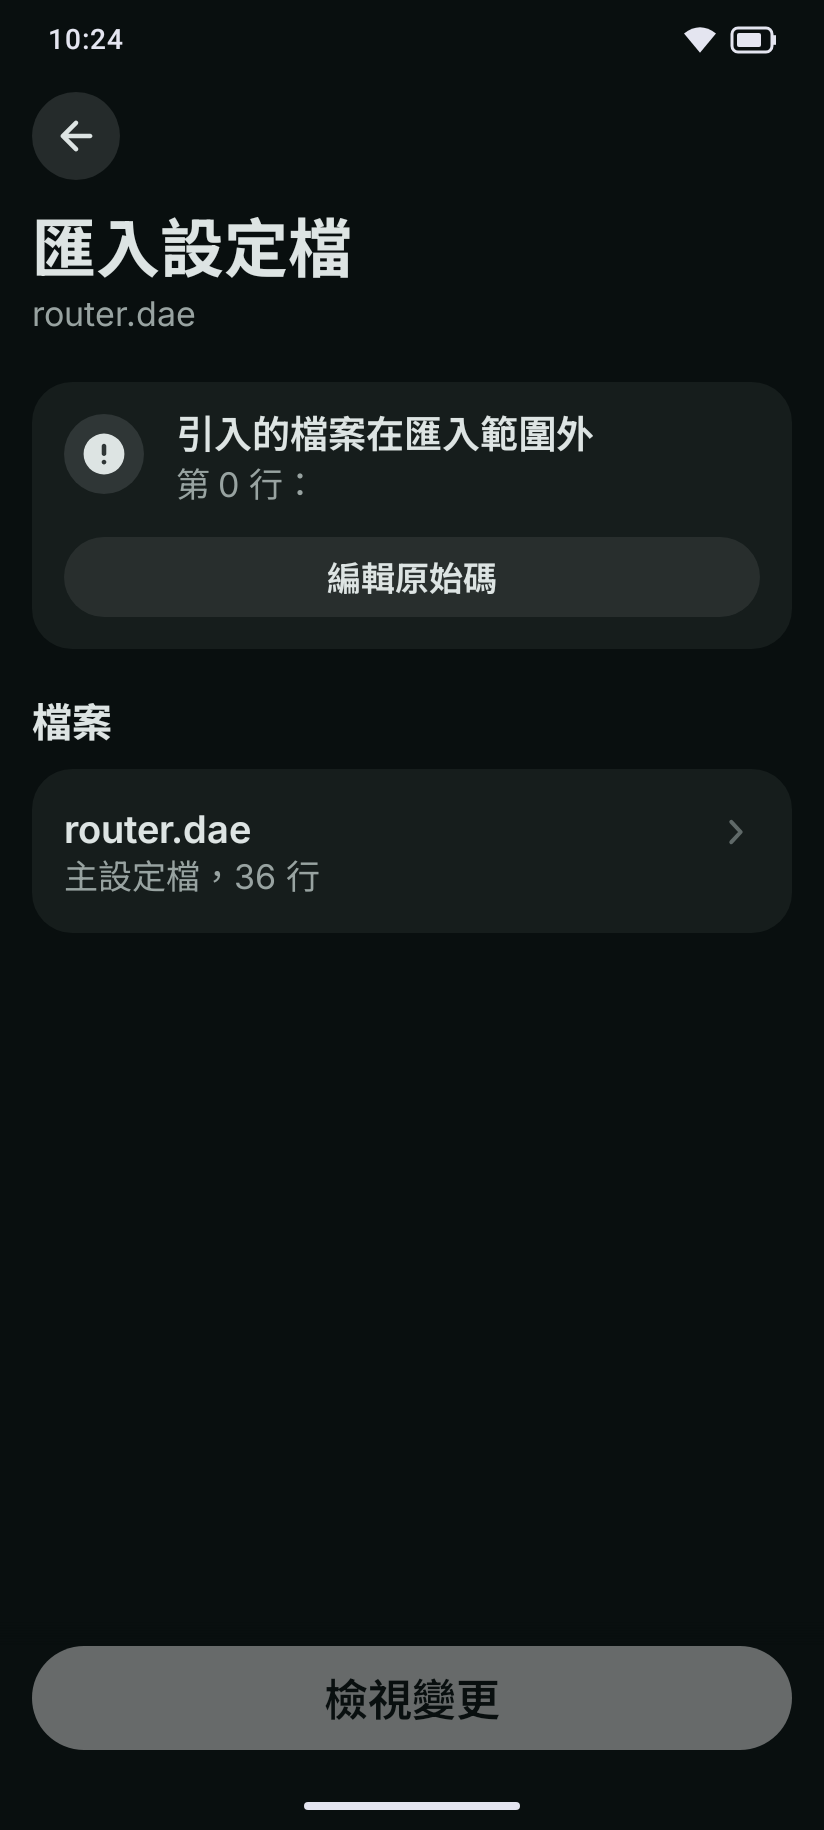 10:24
匯入設定檔
router.dae
引入的檔案在匯入範圍外
第 0 行：
編輯原始碼
檔案
router.dae
主設定檔，36 行
檢視變更